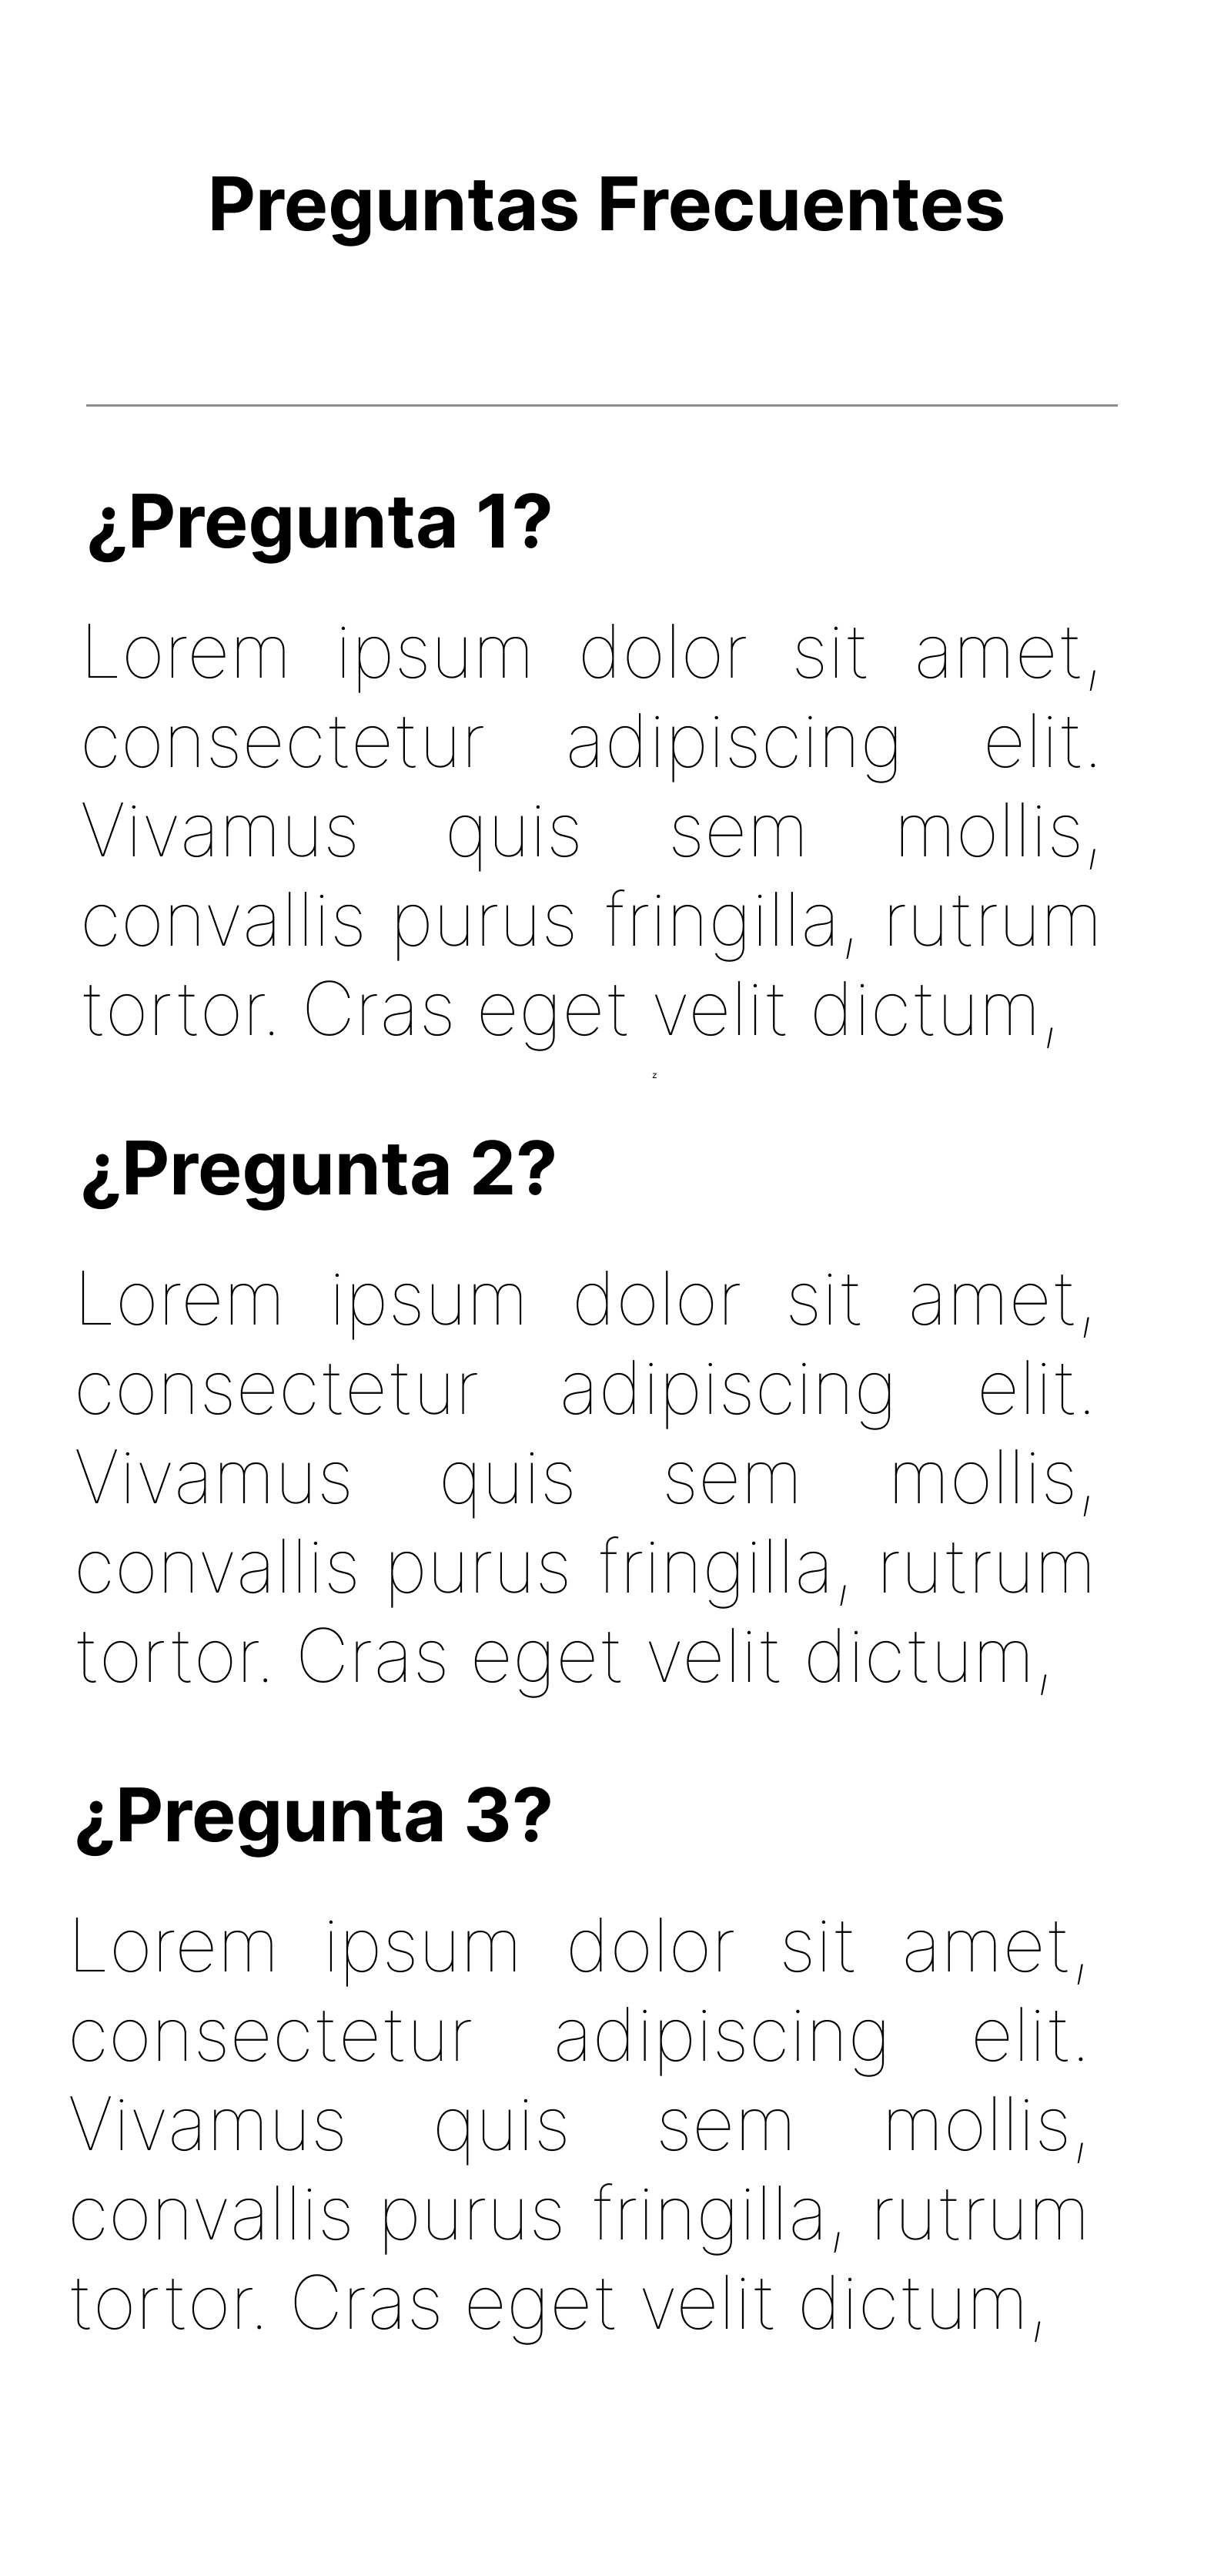 Preguntas Frecuentes
¿Pregunta 1?
Lorem ipsum dolor sit amet,
consectetur adipiscing elit.
Vivamus quis sem mollis,
convallis purus fringilla, rutrum
tortor. Cras eget velit dictum,
z
¿Pregunta 2?
Lorem ipsum dolor sit amet,
consectetur adipiscing elit.
Vivamus quis sem mollis,
convallis purus fringilla, rutrum
tortor. Cras eget velit dictum,
¿Pregunta 3?
Lorem ipsum dolor sit amet,
consectetur adipiscing elit.
Vivamus quis sem mollis,
convallis purus fringilla, rutrum
tortor. Cras eget velit dictum,